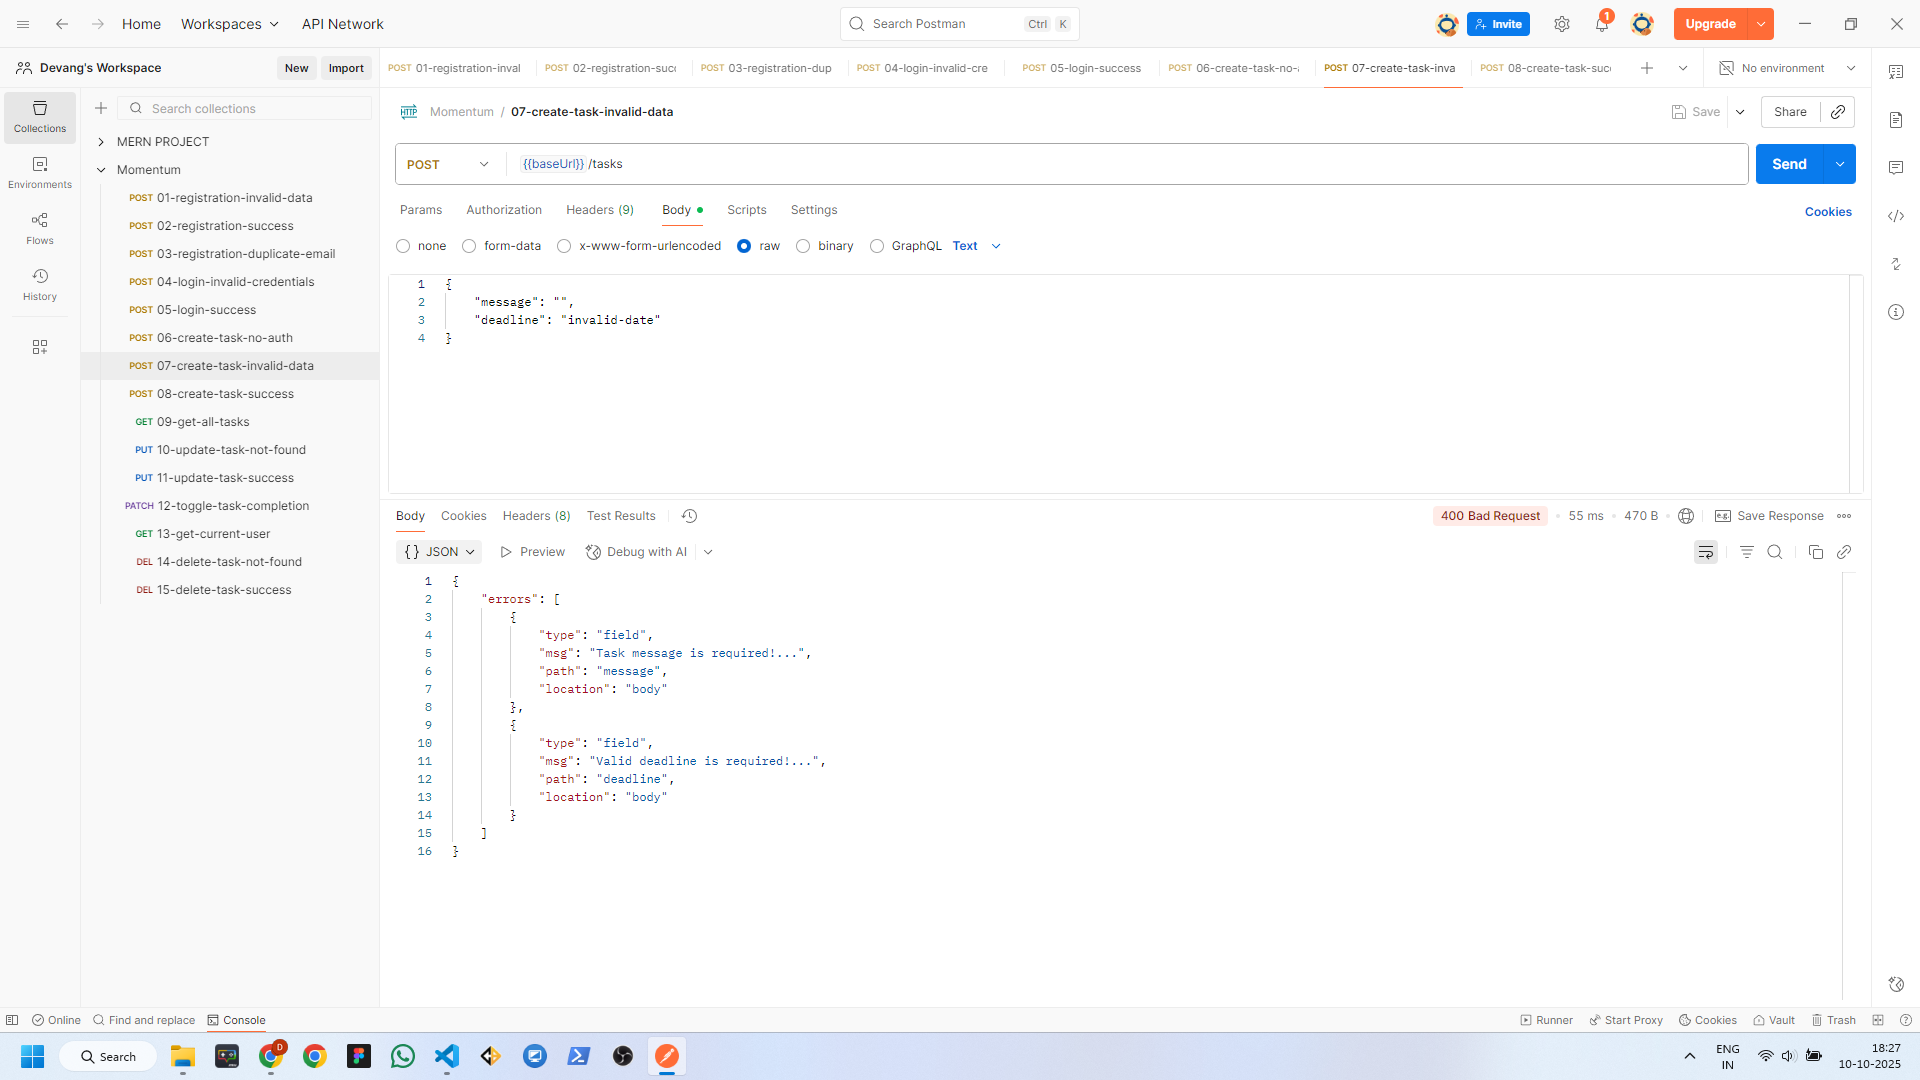 Home
Workspaces
API Network
Search Postman
Ctrl K
Invite
1
Upgrade
Devang's Workspace
New
Import
POST 01-registration-inval
POST 02-registration-suc
POST 03-registration-dup
POST 04-login-invalid-cre
POST 05-login-success
POST 06-create-task-no-
POST 07-create-task-inva
POST 08-create-task-suc
No environment
Collections
Environments
Flows
History
Search collections
MERN PROJECT
Momentum
POST 01-registration-invalid-data
POST 02-registration-success
POST 03-registration-duplicate-email
POST 04-login-invalid-credentials
POST 05-login-success
POST 06-create-task-no-auth
POST 07-create-task-invalid-data
POST 08-create-task-success
GET 09-get-all-tasks
PUT 10-update-task-not-found
PUT 11-update-task-success
PATCH 12-toggle-task-completion
GET 13-get-current-user
DEL 14-delete-task-not-found
DEL 15-delete-task-success
HTTP Momentum / 07-create-task-invalid-data
Save
Share
POST
{{baseUrl}} /tasks
Send
Params
Authorization
Headers (9)
Body
Scripts
Settings
Cookies
none
form-data
x-www-form-urlencoded
raw
binary
GraphQL
Text
1 {
2 "message": "",
3 "deadline": "invalid-date"
4 }
Body
Cookies
Headers (8)
Test Results
400 Bad Request
55 ms
470 B
e.g. Save Response
{} JSON
Preview
Debug with AI
1 {
2 "errors": [
3 {
4 "type": "field",
5 "msg": "Task message is required!...",
6 "path": "message",
7 "location": "body"
8 },
9 {
10 "type": "field",
11 "msg": "Valid deadline is required!...",
12 "path": "deadline",
13 "location": "body"
14 }
15 ]
16 }
Online
Find and replace
Console
Runner
Start Proxy
Cookies
Vault
Trash
Search
D
ENG
IN
18:27
10-10-2025